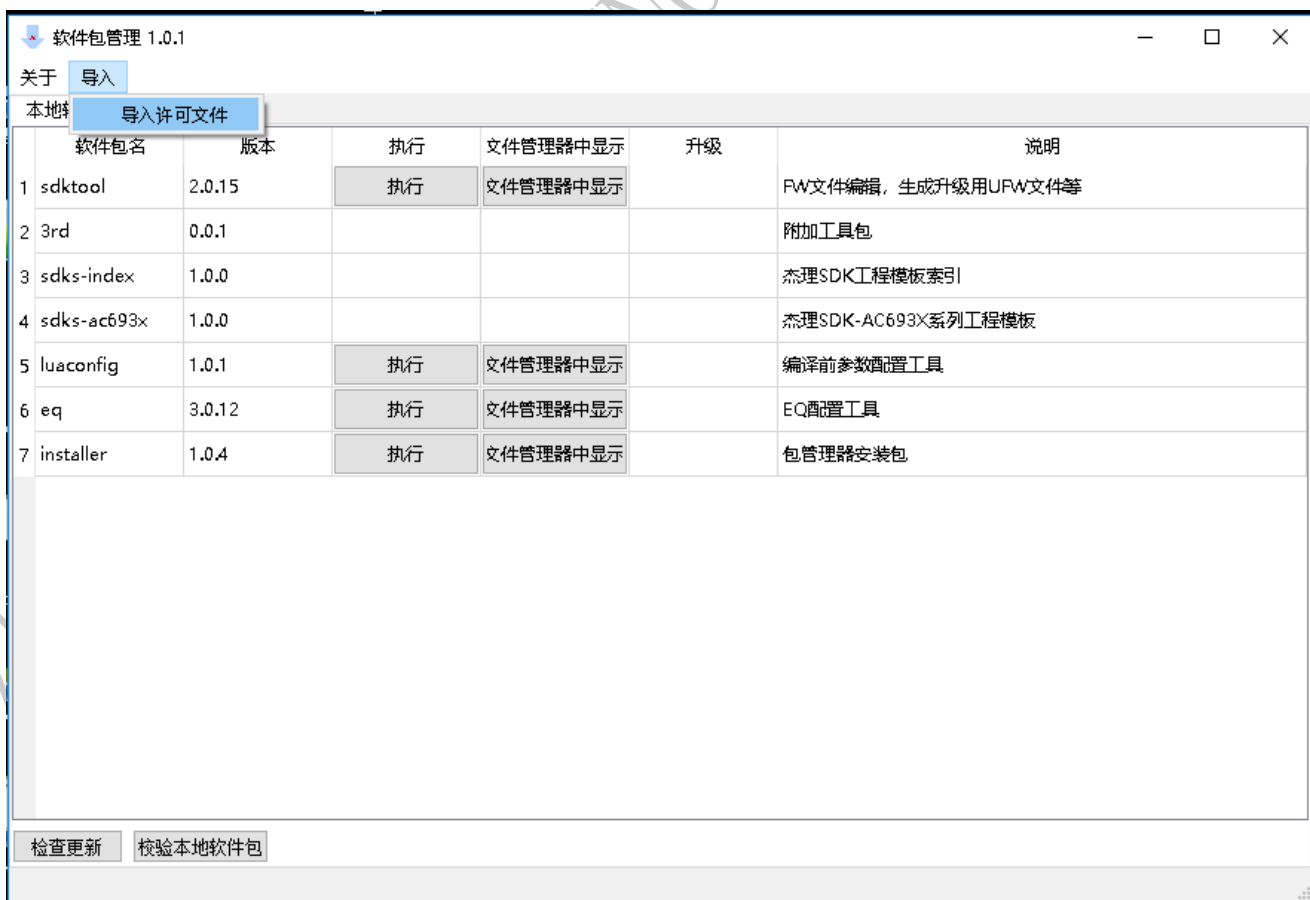 软件包管理 1.0.1
关于 导入
本地 导入许可文件
软件包名 版本 执行 文件管理器中显示 升级 说明
1 sdktool 2.0.15 执行 文件管理器中显示 FW文件编辑，生成升级用UFW文件等
2 3rd 0.0.1 附加工具包
3 sdks-index 1.0.0 杰理SDK工程模板索引
4 sdks-ac693x 1.0.0 杰理SDK-AC693X系列工程模板
5 luaconfig 1.0.1 执行 文件管理器中显示 编译前参数配置工具
6 eq 3.0.12 执行 文件管理器中显示 EQ配置工具
7 installer 1.0.4 执行 文件管理器中显示 包管理器安装包
检查更新 校验本地软件包